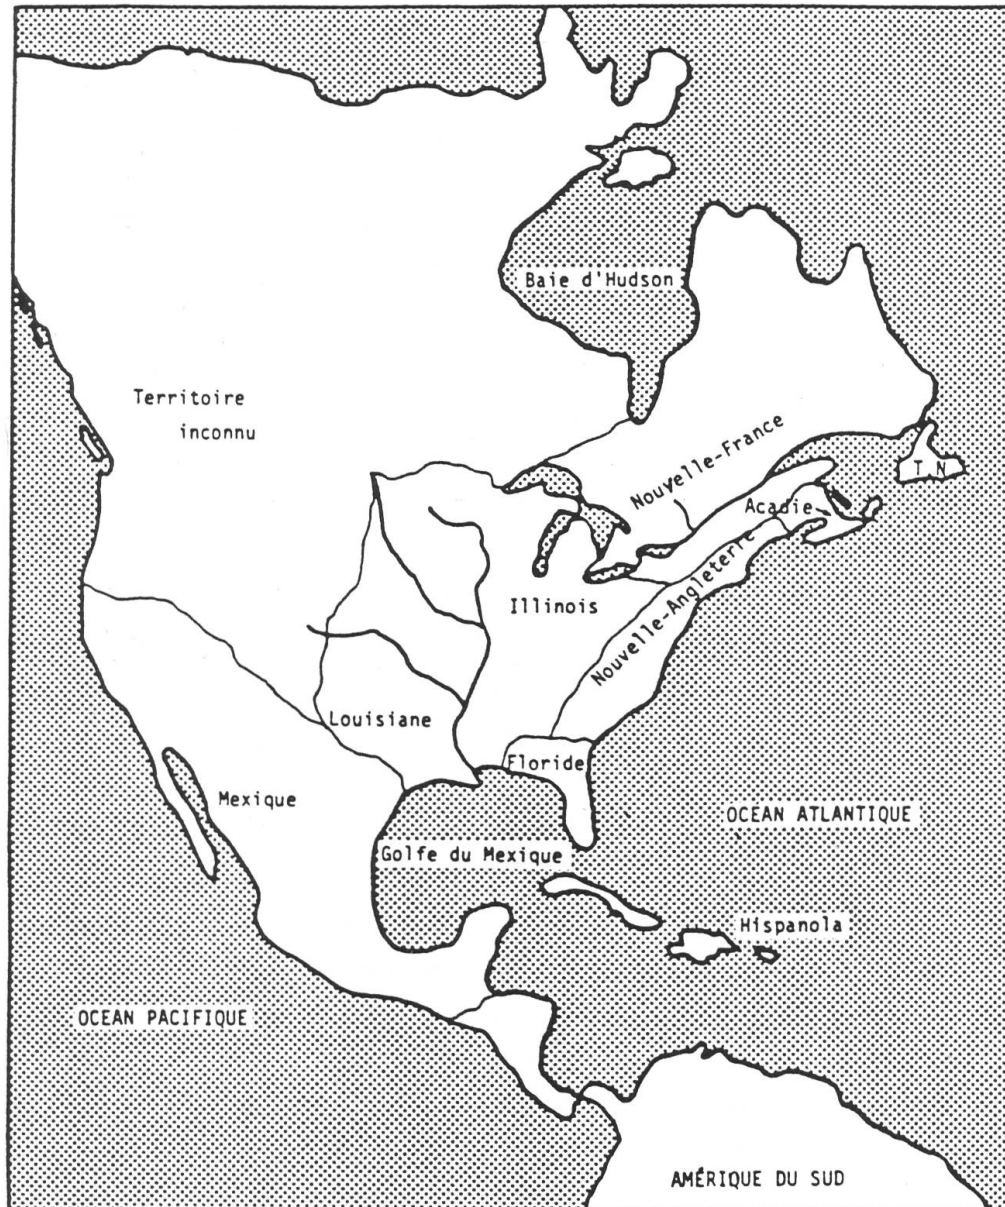 Baie d'Hudson
Territoire
inconnu
Nouvelle-France
T N
Acadie
Nouvelle-Angleterre
Illinois
Louisiane
Floride
Mexique
OCEAN ATLANTIQUE
Golfe du Mexique
Hispanola
OCEAN PACIFIQUE
AMÉRIQUE DU SUD